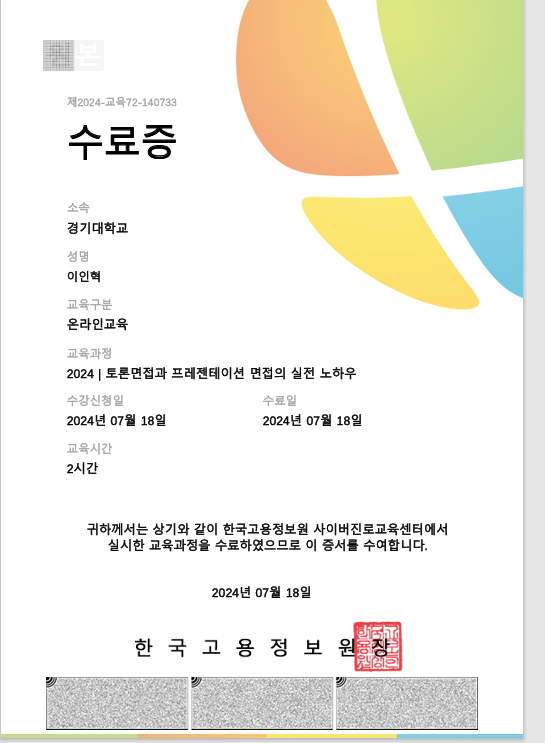 본
제2024-교육72-140733
수료증
소속
경기대학교
성명
이인혁
교육구분
온라인교육
교육과정
2024 | 토론면접과 프레젠테이션 면접의 실전 노하우
수강신청일 수료일
2024년 07월 18일 2024년 07월 18일
교육시간
2시간
귀하께서는 상기와 같이 한국고용정보원 사이버진로교육센터에서
실시한 교육과정을 수료하였으므로 이 증서를 수여합니다.
2024년 07월 18일
한국고용정보원장